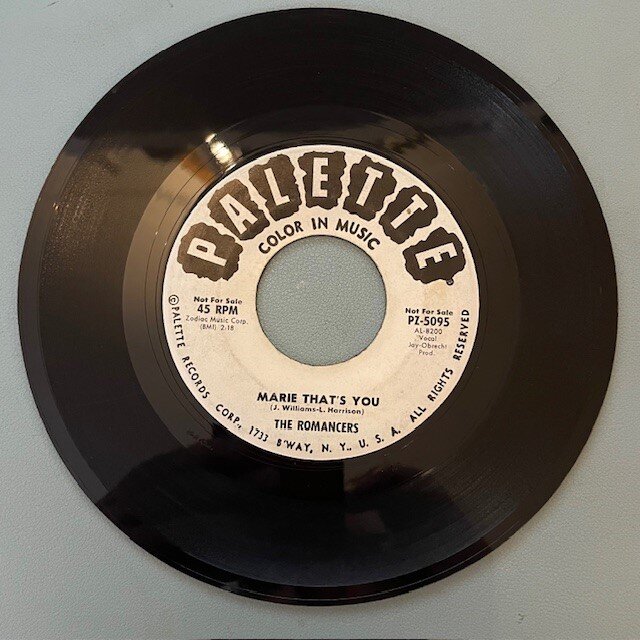 PALETTE®
COLOR IN MUSIC
Not For Sale
45 RPM
Zodiac Music Corp.
(BMI) 2:18
Not For Sale
PZ-5095
AL-8200
"Vocal
Jay-Obrecht
Prod."
MARIE THAT'S YOU
(J. Williams-L. Harrison)
THE ROMANCERS
©PALETTE RECORDS CORP., 1733 B'WAY, N. Y., U. S. A. ALL RIGHTS RESERVED